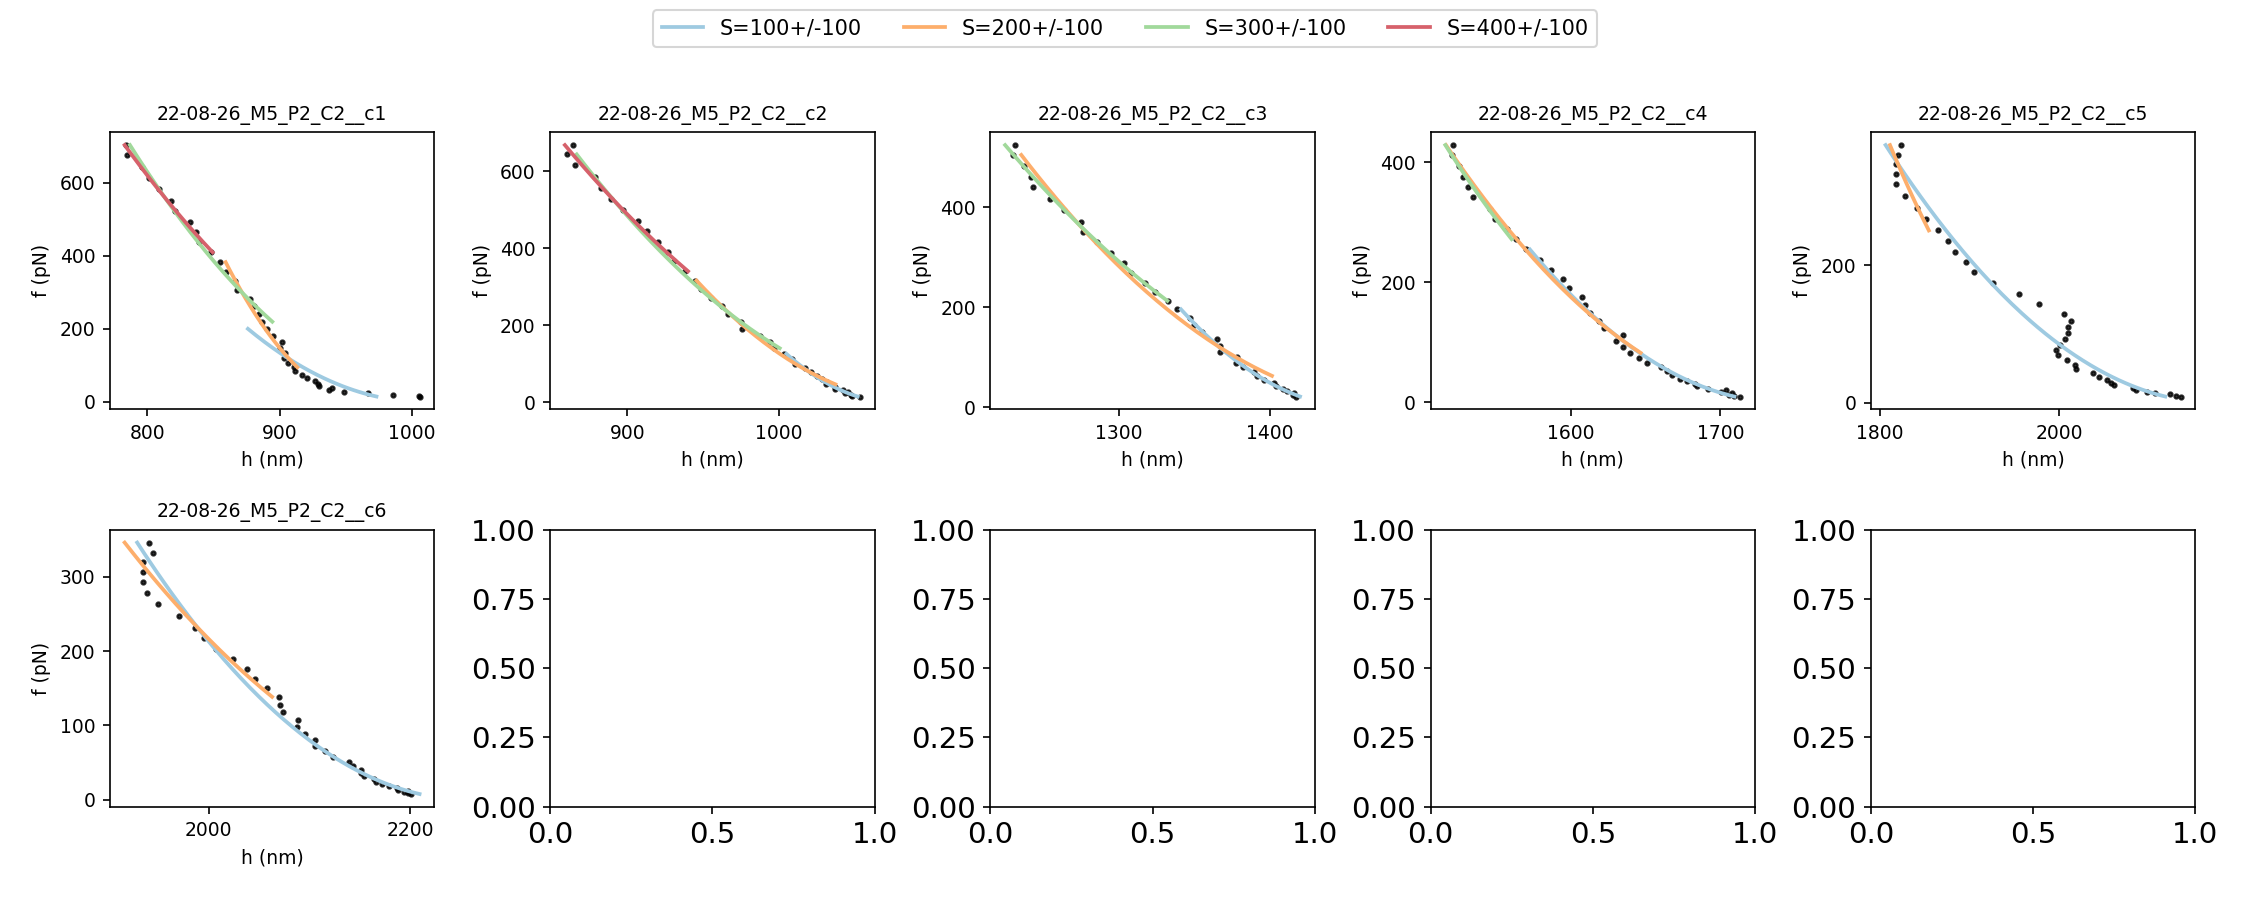 S=100+/-100 S=200+/-100 S=300+/-100 S=400+/-100
22-08-26_M5_P2_C2__c1
f (pN)
600
400
200
0
800 900 1000
h (nm)
22-08-26_M5_P2_C2__c2
f (pN)
600
400
200
0
900 1000
h (nm)
22-08-26_M5_P2_C2__c3
f (pN)
400
200
0
1300 1400
h (nm)
22-08-26_M5_P2_C2__c4
f (pN)
400
200
0
1600 1700
h (nm)
22-08-26_M5_P2_C2__c5
f (pN)
200
0
1800 2000
h (nm)
22-08-26_M5_P2_C2__c6
f (pN)
300
200
100
0
2000 2200
h (nm)
1.00
0.75
0.50
0.25
0.00
0.0 0.5 1.0
1.00
0.75
0.50
0.25
0.00
0.0 0.5 1.0
1.00
0.75
0.50
0.25
0.00
0.0 0.5 1.0
1.00
0.75
0.50
0.25
0.00
0.0 0.5 1.0